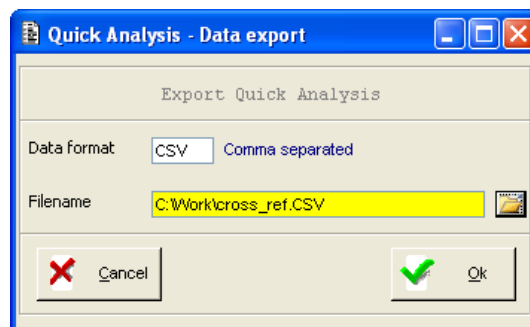 Quick Analysis - Data export
Export Quick Analysis
Data format CSV Comma separated
Filename C:\Work\cross_ref.CSV
Cancel Ok